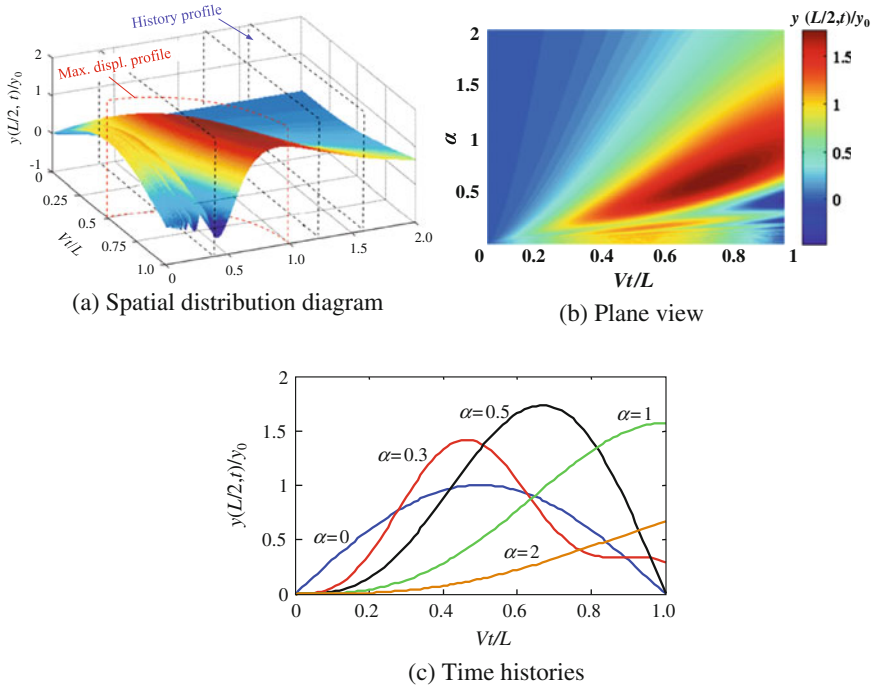 History profile
Max. displ. profile
y(L/2, t)/y0
2
1
0
-1
0
0.25
0.5
0.75
1.0
Vt/L
0
0.5
1.0
1.5
2.0
(a) Spatial distribution diagram
y (L/2,t)/y0
2
1.5
1
0.5
α
0
0.2
0.4
0.6
0.8
1
Vt/L
1.5
1
0.5
0
(b) Plane view
2
1.5
1
0.5
0
y(L/2,t)/y0
α=0
α=0.3
α=0.5
α=1
α=2
0
0.2
0.4
0.6
0.8
1.0
Vt/L
(c) Time histories